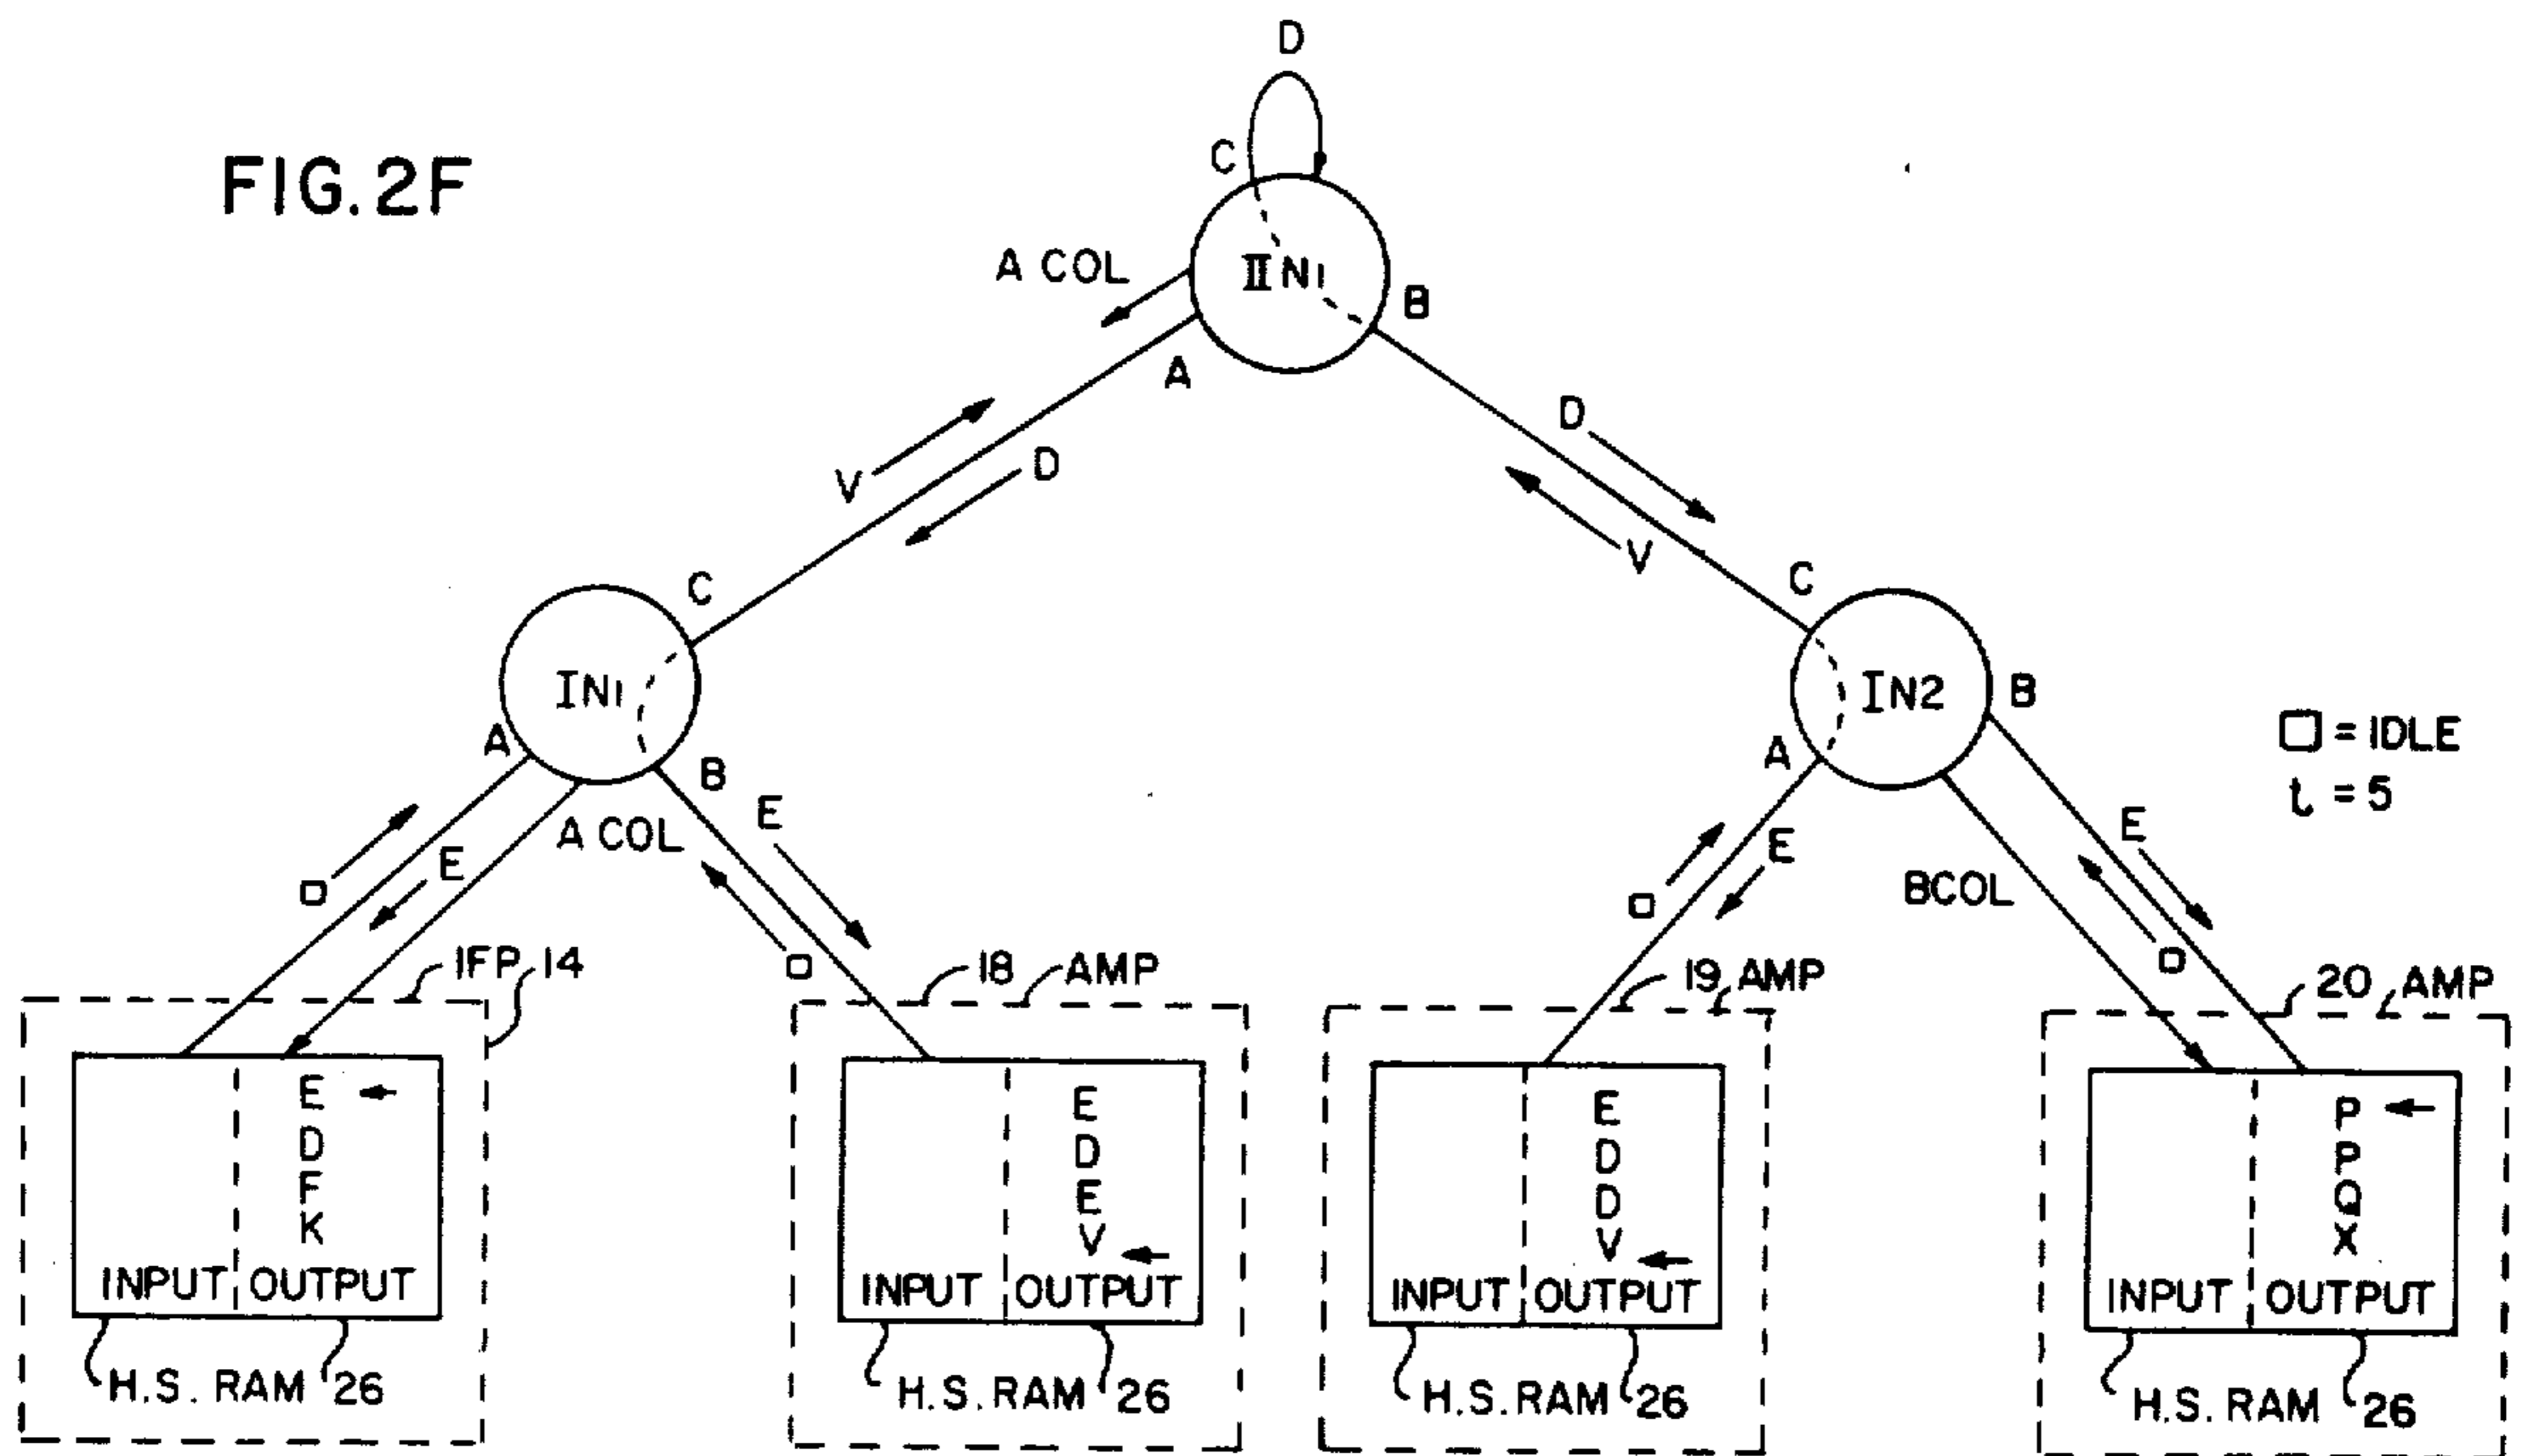 D
FIG. 2F
C
A COL
IIN1
B
A
D
V
D
V
C
C
IN1
IN2
B
A
A
B
□ = IDLE
t = 5
E
A COL
E
E
E
BCOL
IFP 14
18 AMP
19 AMP
20 AMP
E
D
F
K
INPUT OUTPUT
E
D
E
V
INPUT OUTPUT
E
D
D
V
INPUT OUTPUT
P
P
Q
X
INPUT OUTPUT
H.S. RAM 26
H.S. RAM 26
H.S. RAM 26
H.S. RAM 26